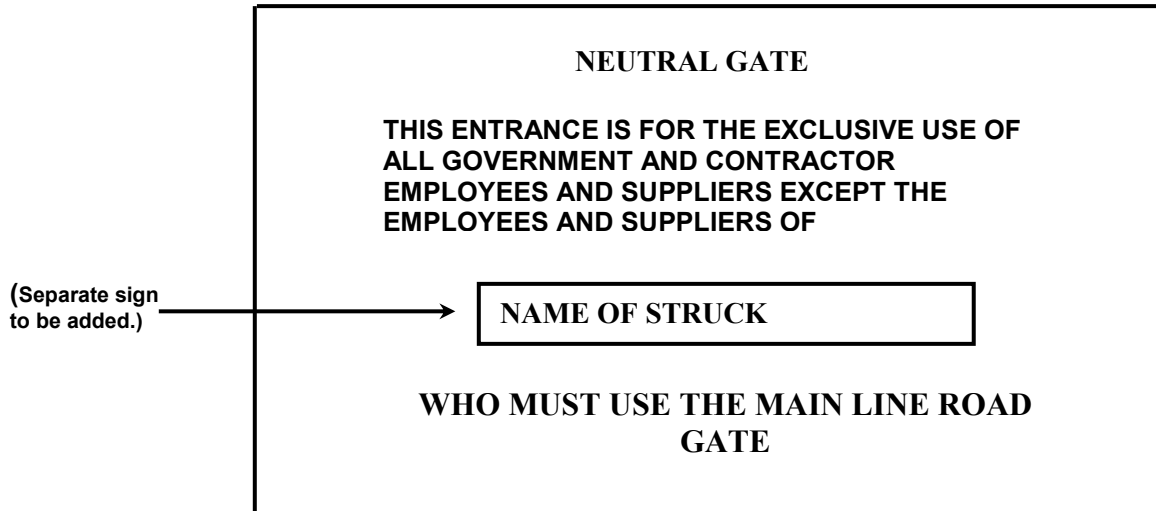 NEUTRAL GATE
THIS ENTRANCE IS FOR THE EXCLUSIVE USE OF
ALL GOVERNMENT AND CONTRACTOR
EMPLOYEES AND SUPPLIERS EXCEPT THE
EMPLOYEES AND SUPPLIERS OF
(Separate sign
to be added.)
NAME OF STRUCK
WHO MUST USE THE MAIN LINE ROAD
GATE